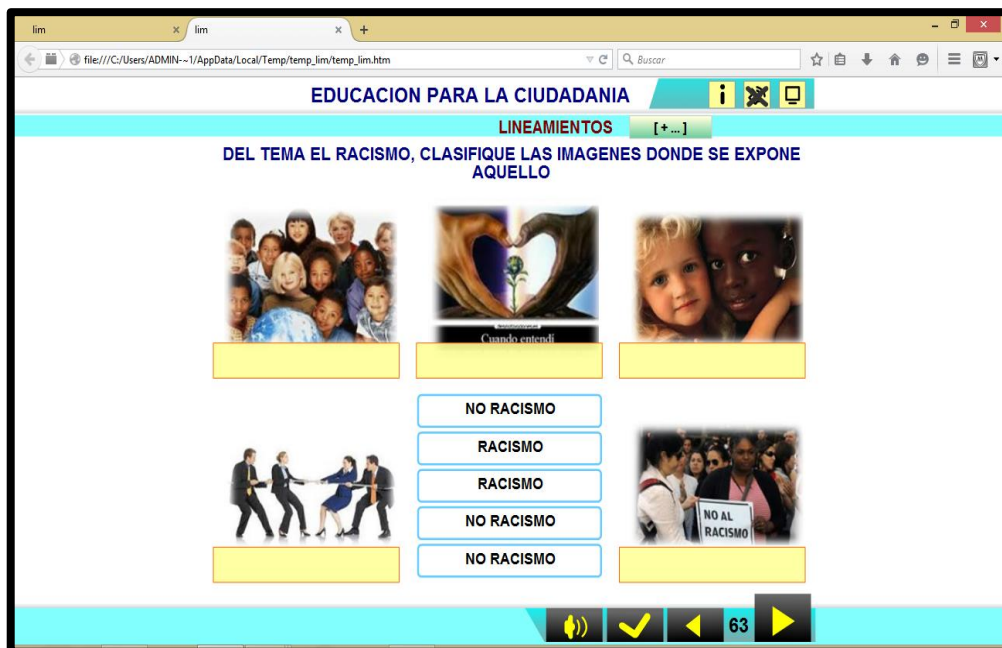 lim
lim
file:///C:/Users/ADMIN-~1/AppData/Local/Temp/temp_lim/temp_lim.htm
Buscar
EDUCACION PARA LA CIUDADANIA
LINEAMIENTOS [+...]
DEL TEMA EL RACISMO, CLASIFIQUE LAS IMAGENES DONDE SE EXPONE
AQUELLO
Cuando entendí
NO RACISMO
RACISMO
RACISMO
NO RACISMO
NO RACISMO
NO AL
RACISMO
63